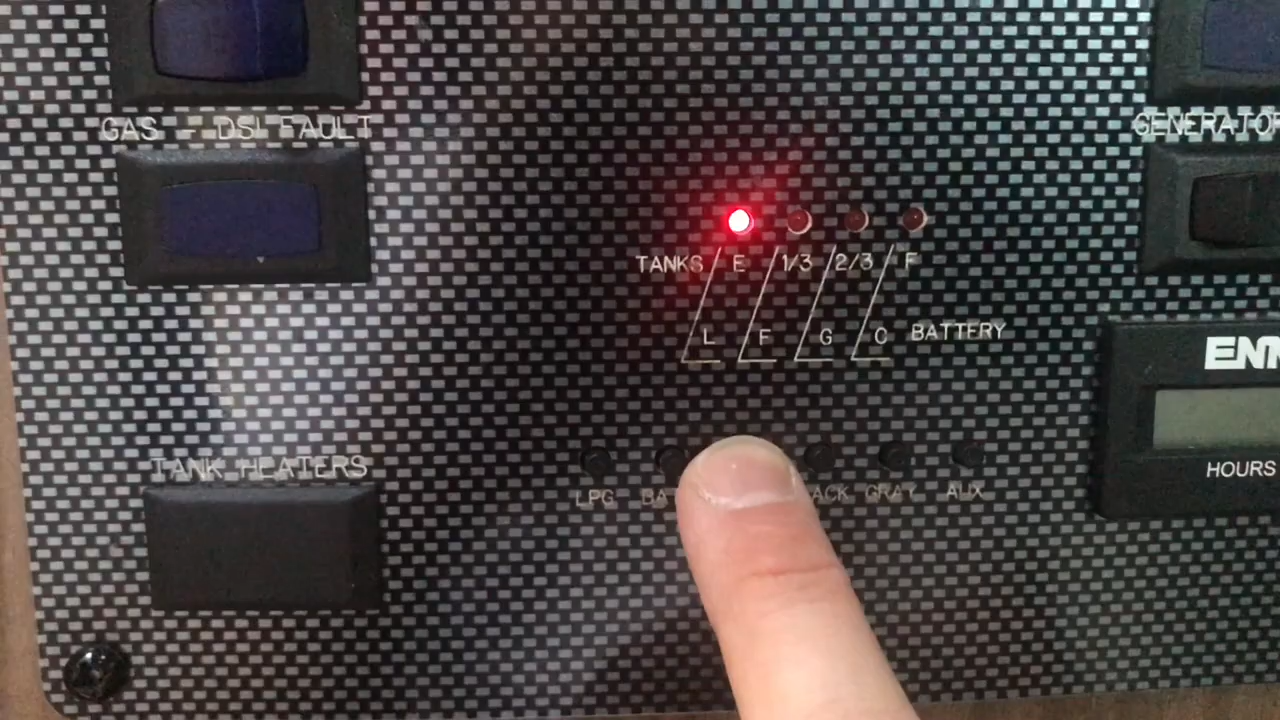 GAS - DSI FAULT
GENERATOR
TANKS E 1/3 2/3 F
L F G C BATTERY
HOURS
TANK HEATERS
LPG GRAY AUX